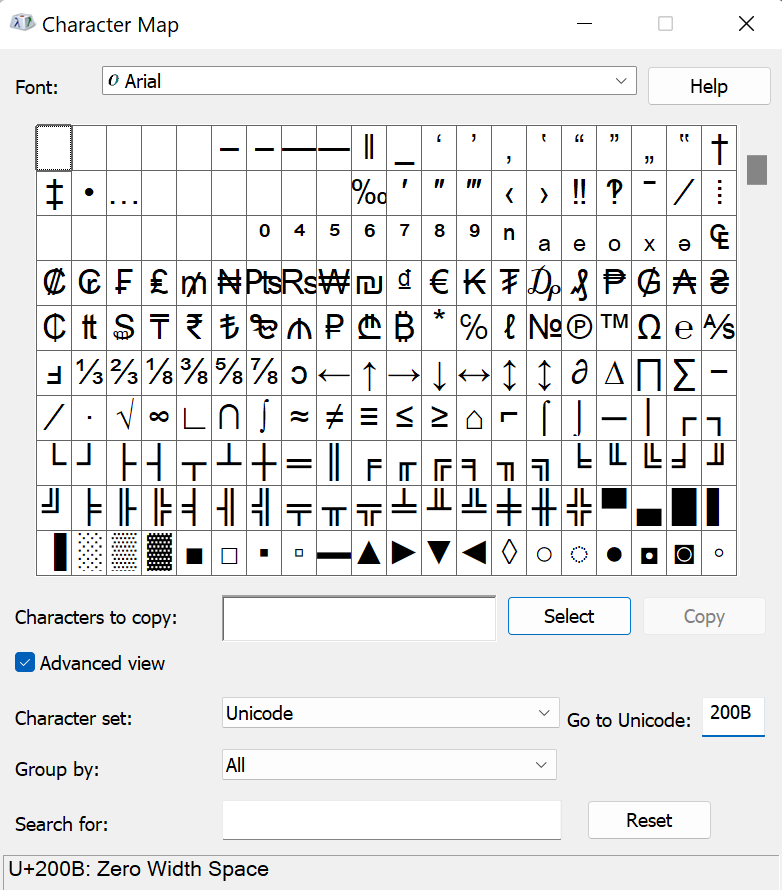 Character Map
Font: Arial Help
– – — ― ‖ ‗ ‘ ’ ‚ ‛ “ ” „ ‟ †
‡ • … ‰ ′ ″ ‴ ‹ › ‼ ‽ ‾ ⁄ ⁞
⁰ ⁴ ⁵ ⁶ ⁷ ⁸ ⁹ ⁿ ₐ ₑ ₒ ₓ ₔ ₠
₡ ₢ ₣ ₤ ₥ ₦ ₧ ₨ ₩ ₪ ₫ € ₭ ₮ ₯ ₰ ₱ ₲ ₳ ₴
₵ ₶ ₷ ₸ ₹ ₺ ₻ ₼ ₽ ₾ ₿ ⃰ ℅ ℓ № ℗ ™ Ω ℮ ⅍
Ⅎ ⅓ ⅔ ⅛ ⅜ ⅝ ⅞ ↄ ← ↑ → ↓ ↔ ↕ ↨ ∂ ∆ ∏ ∑ −
∕ ∙ √ ∞ ∟ ∩ ∫ ≈ ≠ ≡ ≤ ≥ ⌂ ⌐ ⌠ ⌡ ─ │ ┌ ┐
└ ┘ ├ ┤ ┬ ┴ ┼ ═ ║ ╒ ╓ ╔ ╕ ╖ ╗ ╘ ╙ ╚ ╛ ╜
╝ ╞ ╟ ╠ ╡ ╢ ╣ ╤ ╥ ╦ ╧ ╨ ╩ ╪ ╫ ╬ ▀ ▄ █ ▌
▐ ░ ▒ ▓ ■ □ ▪ ▫ ▬ ▲ ► ▼ ◄ ◊ ○ ◌ ● ◘ ◙ ◦
Characters to copy: Select Copy
Advanced view
Character set: Unicode Go to Unicode: 200B
Group by: All
Search for: Reset
U+200B: Zero Width Space